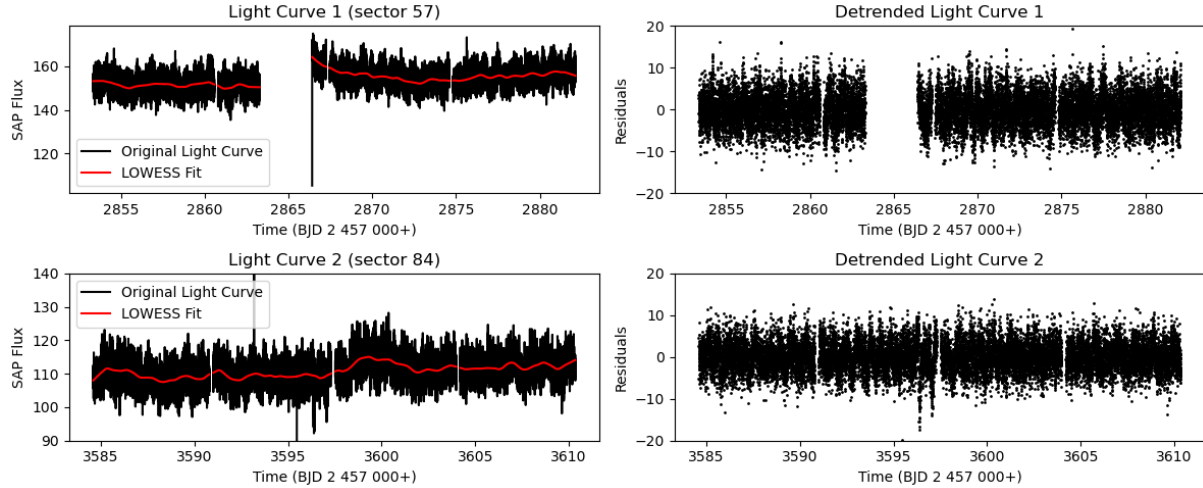 Light Curve 1 (sector 57)
SAP Flux
160
140
120
Original Light Curve
LOWESS Fit
2855 2860 2865 2870 2875 2880
Time (BJD 2 457 000+)
Detrended Light Curve 1
Residuals
20
10
0
−10
−20
2855 2860 2865 2870 2875 2880
Time (BJD 2 457 000+)
Light Curve 2 (sector 84)
SAP Flux
140
130
120
110
100
90
Original Light Curve
LOWESS Fit
3585 3590 3595 3600 3605 3610
Time (BJD 2 457 000+)
Detrended Light Curve 2
Residuals
20
10
0
−10
−20
3585 3590 3595 3600 3605 3610
Time (BJD 2 457 000+)